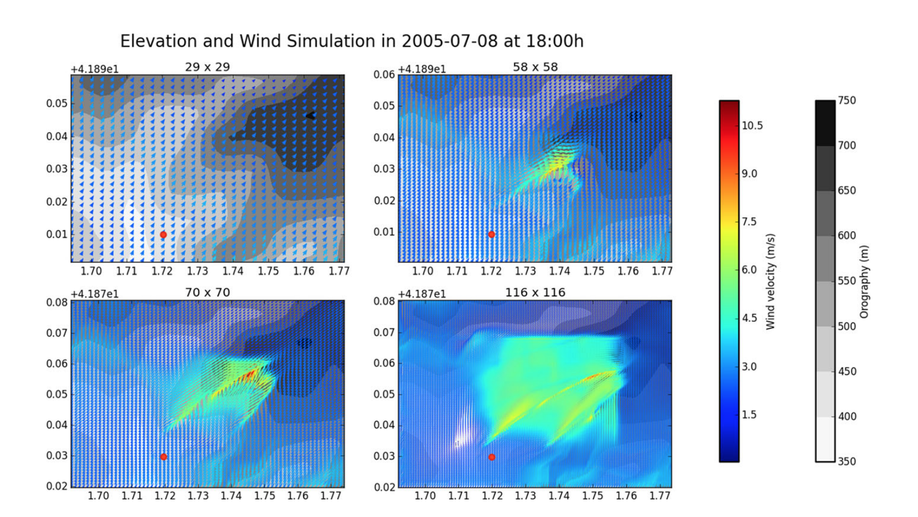 Elevation and Wind Simulation in 2005-07-08 at 18:00h
+4.189e1
29 x 29
0.05
0.04
0.03
0.02
0.01
1.70 1.71 1.72 1.73 1.74 1.75 1.76 1.77
+4.189e1
58 x 58
0.06
0.05
0.04
0.03
0.02
0.01
1.70 1.71 1.72 1.73 1.74 1.75 1.76 1.77
+4.187e1
70 x 70
0.08
0.07
0.06
0.05
0.04
0.03
0.02
1.70 1.71 1.72 1.73 1.74 1.75 1.76 1.77
+4.187e1
116 x 116
0.08
0.07
0.06
0.05
0.04
0.03
0.02
1.70 1.71 1.72 1.73 1.74 1.75 1.76 1.77
10.5
9.0
7.5
6.0
4.5
3.0
1.5
Wind velocity (m/s)
750
700
650
600
550
500
450
400
350
Orography (m)